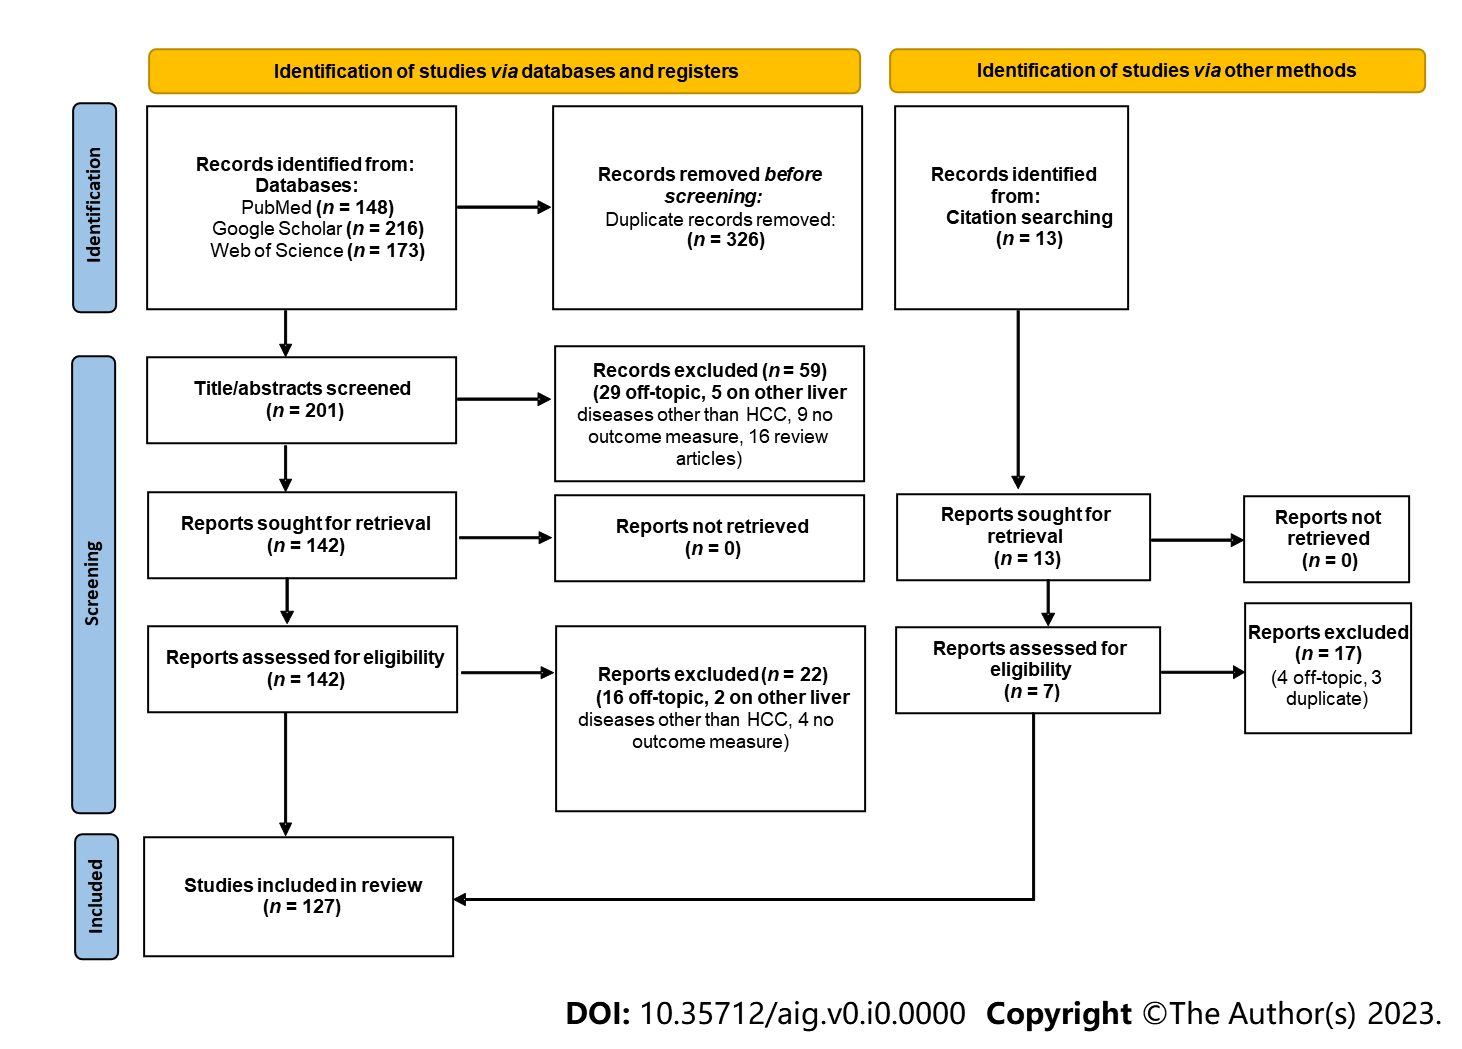 Identification of studies via databases and registers
Identification of studies via other methods
Identification
Records identified from:
Databases:
PubMed (n = 148)
Google Scholar (n = 216)
Web of Science (n = 173)
Records removed before
screening:
Duplicate records removed:
(n = 326)
Records identified
from:
Citation searching
(n = 13)
Screening
Title/abstracts screened
(n = 201)
Records excluded (n = 59)
(29 off-topic, 5 on other liver
diseases other than HCC, 9 no
outcome measure, 16 review
articles)
Reports sought for retrieval
(n = 142)
Reports not retrieved
(n = 0)
Reports sought for
retrieval
(n = 13)
Reports not
retrieved
(n = 0)
Reports assessed for eligibility
(n = 142)
Reports excluded (n = 22)
(16 off-topic, 2 on other liver
diseases other than HCC, 4 no
outcome measure)
Reports assessed for
eligibility
(n = 7)
Reports excluded
(n = 17)
(4 off-topic, 3
duplicate)
Included
Studies included in review
(n = 127)
DOI: 10.35712/aig.v0.i0.0000 Copyright ©The Author(s) 2023.